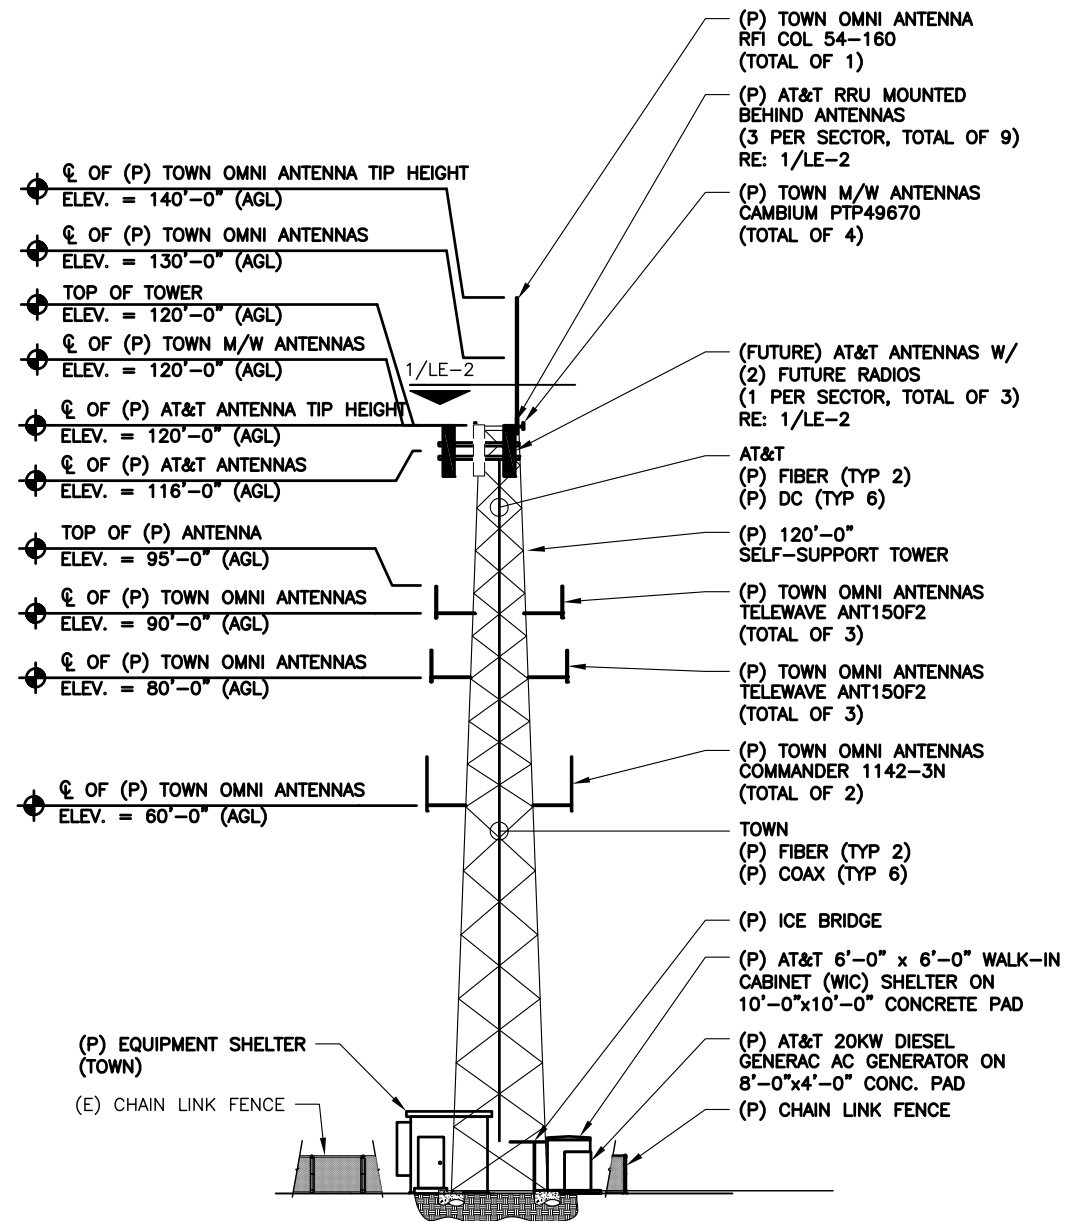 ℄ OF (P) TOWN OMNI ANTENNA TIP HEIGHT
ELEV. = 140'-0" (AGL)
℄ OF (P) TOWN OMNI ANTENNAS
ELEV. = 130'-0" (AGL)
TOP OF TOWER
ELEV. = 120'-0" (AGL)
℄ OF (P) TOWN M/W ANTENNAS
ELEV. = 120'-0" (AGL)
℄ OF (P) AT&T ANTENNA TIP HEIGHT
ELEV. = 120'-0" (AGL)
℄ OF (P) AT&T ANTENNAS
ELEV. = 116'-0" (AGL)
TOP OF (P) ANTENNA
ELEV. = 95'-0" (AGL)
℄ OF (P) TOWN OMNI ANTENNAS
ELEV. = 90'-0" (AGL)
℄ OF (P) TOWN OMNI ANTENNAS
ELEV. = 80'-0" (AGL)
℄ OF (P) TOWN OMNI ANTENNAS
ELEV. = 60'-0" (AGL)
(P) EQUIPMENT SHELTER
(TOWN)
(E) CHAIN LINK FENCE
1/LE-2
(P) TOWN OMNI ANTENNA
RFI COL 54-160
(TOTAL OF 1)
(P) AT&T RRU MOUNTED
BEHIND ANTENNAS
(3 PER SECTOR, TOTAL OF 9)
RE: 1/LE-2
(P) TOWN M/W ANTENNAS
CAMBIUM PTP49670
(TOTAL OF 4)
(FUTURE) AT&T ANTENNAS W/
(2) FUTURE RADIOS
(1 PER SECTOR, TOTAL OF 3)
RE: 1/LE-2
AT&T
(P) FIBER (TYP 2)
(P) DC (TYP 6)
(P) 120'-0"
SELF-SUPPORT TOWER
(P) TOWN OMNI ANTENNAS
TELEWAVE ANT150F2
(TOTAL OF 3)
(P) TOWN OMNI ANTENNAS
TELEWAVE ANT150F2
(TOTAL OF 3)
(P) TOWN OMNI ANTENNAS
COMMANDER 1142-3N
(TOTAL OF 2)
TOWN
(P) FIBER (TYP 2)
(P) COAX (TYP 6)
(P) ICE BRIDGE
(P) AT&T 6'-0" x 6'-0" WALK-IN
CABINET (WIC) SHELTER ON
10'-0"x10'-0" CONCRETE PAD
(P) AT&T 20KW DIESEL
GENERAC AC GENERATOR ON
8'-0"x4'-0" CONC. PAD
(P) CHAIN LINK FENCE